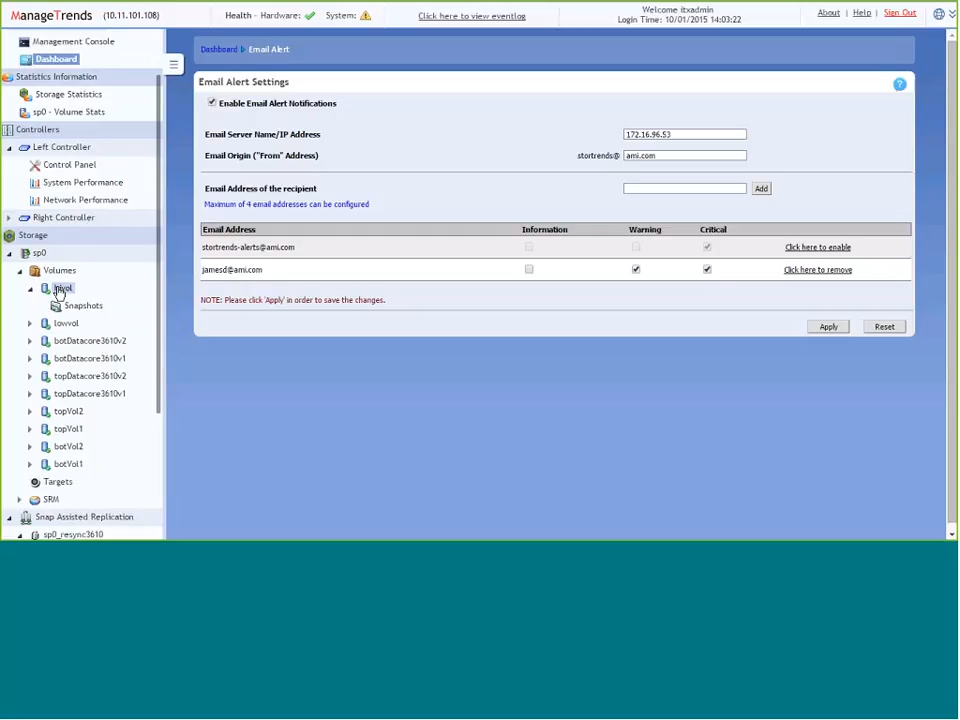 ManageTrends (10.11.101.108)
Health - Hardware: System:
Click here to view eventlog
Welcome itxadmin
Login Time: 10/01/2015 14:03:22
About | Help | Sign Out
Management Console
Dashboard
Statistics Information
Storage Statistics
sp0 - Volume Stats
Controllers
Left Controller
Control Panel
System Performance
Network Performance
Right Controller
Storage
sp0
Volumes
Snapshots
lowvol
botDatacore3610v2
botDatacore3610v1
topDatacore3610v2
topDatacore3610v1
topVol2
topVol1
botVol2
botVol1
Targets
SRM
Snap Assisted Replication
sp0_resync3610
Dashboard Email Alert
Email Alert Settings
Enable Email Alert Notifications
Email Server Name/IP Address 172.16.96.53
Email Origin ("From" Address) stortrends@ ami.com
Email Address of the recipient Add
Maximum of 4 email addresses can be configured
Email Address Information Warning Critical
stortrends-alerts@ami.com Click here to enable
jamesd@ami.com Click here to remove
NOTE: Please click 'Apply' in order to save the changes.
Apply Reset